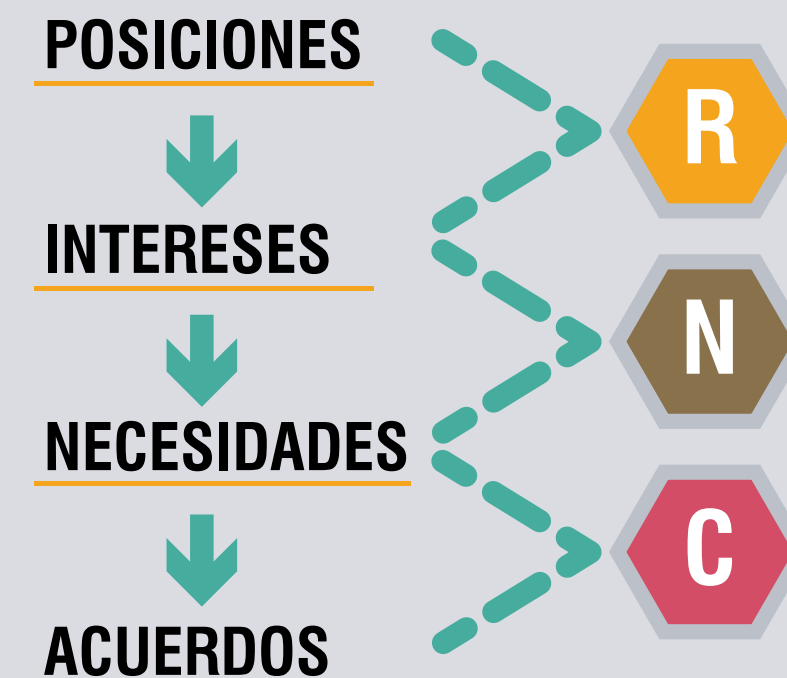 POSICIONES
R
INTERESES
N
NECESIDADES
C
ACUERDOS